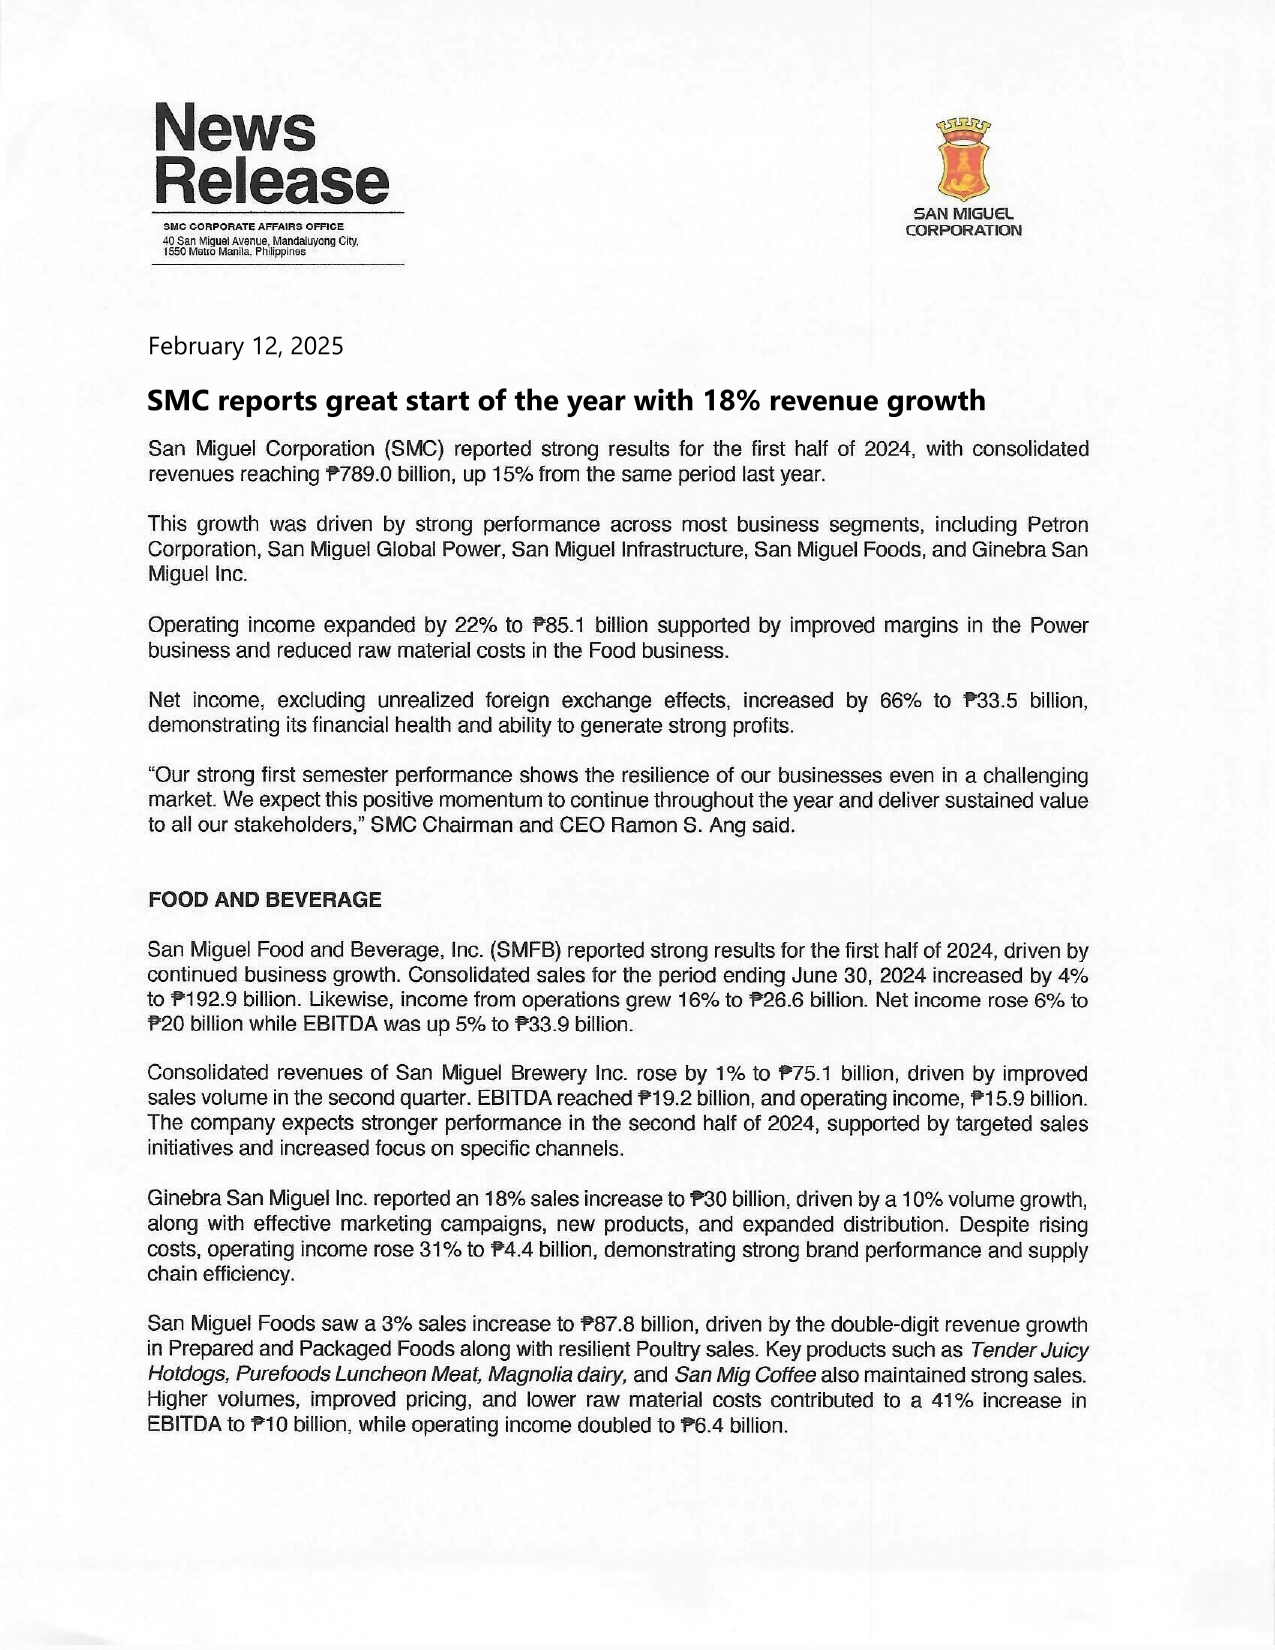 News
Release
SMC CORPORATE AFFAIRS OFFICE
40 San Miguel Avenue, Mandaluyong City,
1550 Metro Manila, Philippines
SAN MIGUEL
CORPORATION
February 12, 2025
SMC reports great start of the year with 18% revenue growth
San Miguel Corporation (SMC) reported strong results for the first half of 2024, with consolidated
revenues reaching ₱789.0 billion, up 15% from the same period last year.
This growth was driven by strong performance across most business segments, including Petron
Corporation, San Miguel Global Power, San Miguel Infrastructure, San Miguel Foods, and Ginebra San
Miguel Inc.
Operating income expanded by 22% to ₱85.1 billion supported by improved margins in the Power
business and reduced raw material costs in the Food business.
Net income, excluding unrealized foreign exchange effects, increased by 66% to ₱33.5 billion,
demonstrating its financial health and ability to generate strong profits.
“Our strong first semester performance shows the resilience of our businesses even in a challenging
market. We expect this positive momentum to continue throughout the year and deliver sustained value
to all our stakeholders,” SMC Chairman and CEO Ramon S. Ang said.
FOOD AND BEVERAGE
San Miguel Food and Beverage, Inc. (SMFB) reported strong results for the first half of 2024, driven by
continued business growth. Consolidated sales for the period ending June 30, 2024 increased by 4%
to ₱192.9 billion. Likewise, income from operations grew 16% to ₱26.6 billion. Net income rose 6% to
₱20 billion while EBITDA was up 5% to ₱33.9 billion.
Consolidated revenues of San Miguel Brewery Inc. rose by 1% to ₱75.1 billion, driven by improved
sales volume in the second quarter. EBITDA reached ₱19.2 billion, and operating income, ₱15.9 billion.
The company expects stronger performance in the second half of 2024, supported by targeted sales
initiatives and increased focus on specific channels.
Ginebra San Miguel Inc. reported an 18% sales increase to ₱30 billion, driven by a 10% volume growth,
along with effective marketing campaigns, new products, and expanded distribution. Despite rising
costs, operating income rose 31% to ₱4.4 billion, demonstrating strong brand performance and supply
chain efficiency.
San Miguel Foods saw a 3% sales increase to ₱87.8 billion, driven by the double-digit revenue growth
in Prepared and Packaged Foods along with resilient Poultry sales. Key products such as Tender Juicy
Hotdogs, Purefoods Luncheon Meat, Magnolia dairy, and San Mig Coffee also maintained strong sales.
Higher volumes, improved pricing, and lower raw material costs contributed to a 41% increase in
EBITDA to ₱10 billion, while operating income doubled to ₱6.4 billion.